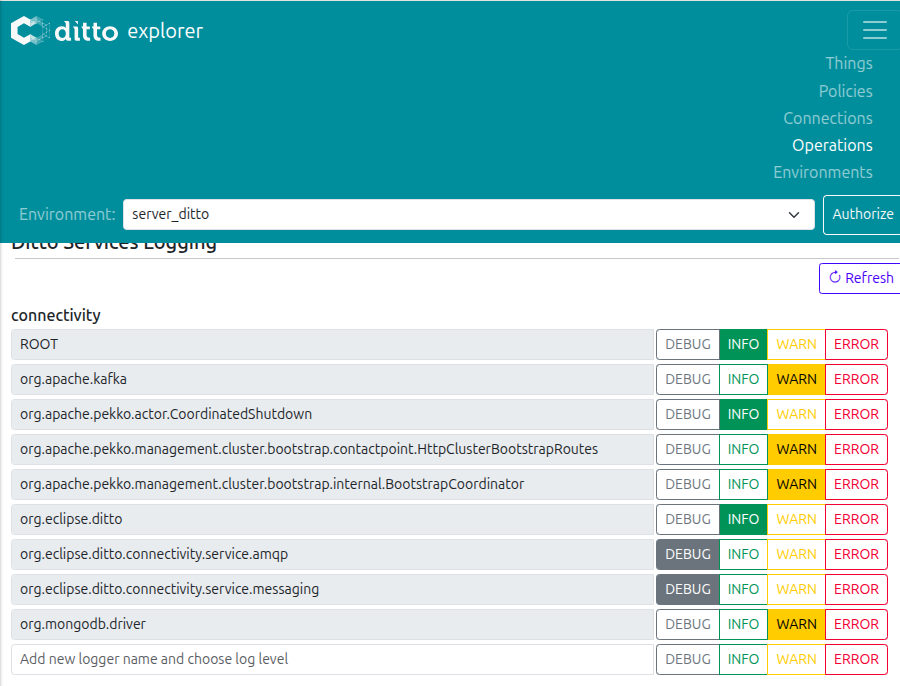 ditto explorer
Things
Policies
Connections
Operations
Environments
Environment: server_ditto Authorize
Ditto Services Logging
Refresh
connectivity
ROOT DEBUG INFO WARN ERROR
org.apache.kafka DEBUG INFO WARN ERROR
org.apache.pekko.actor.CoordinatedShutdown DEBUG INFO WARN ERROR
org.apache.pekko.management.cluster.bootstrap.contactpoint.HttpClusterBootstrapRoutes DEBUG INFO WARN ERROR
org.apache.pekko.management.cluster.bootstrap.internal.BootstrapCoordinator DEBUG INFO WARN ERROR
org.eclipse.ditto DEBUG INFO WARN ERROR
org.eclipse.ditto.connectivity.service.amqp DEBUG INFO WARN ERROR
org.eclipse.ditto.connectivity.service.messaging DEBUG INFO WARN ERROR
org.mongodb.driver DEBUG INFO WARN ERROR
Add new logger name and choose log level DEBUG INFO WARN ERROR